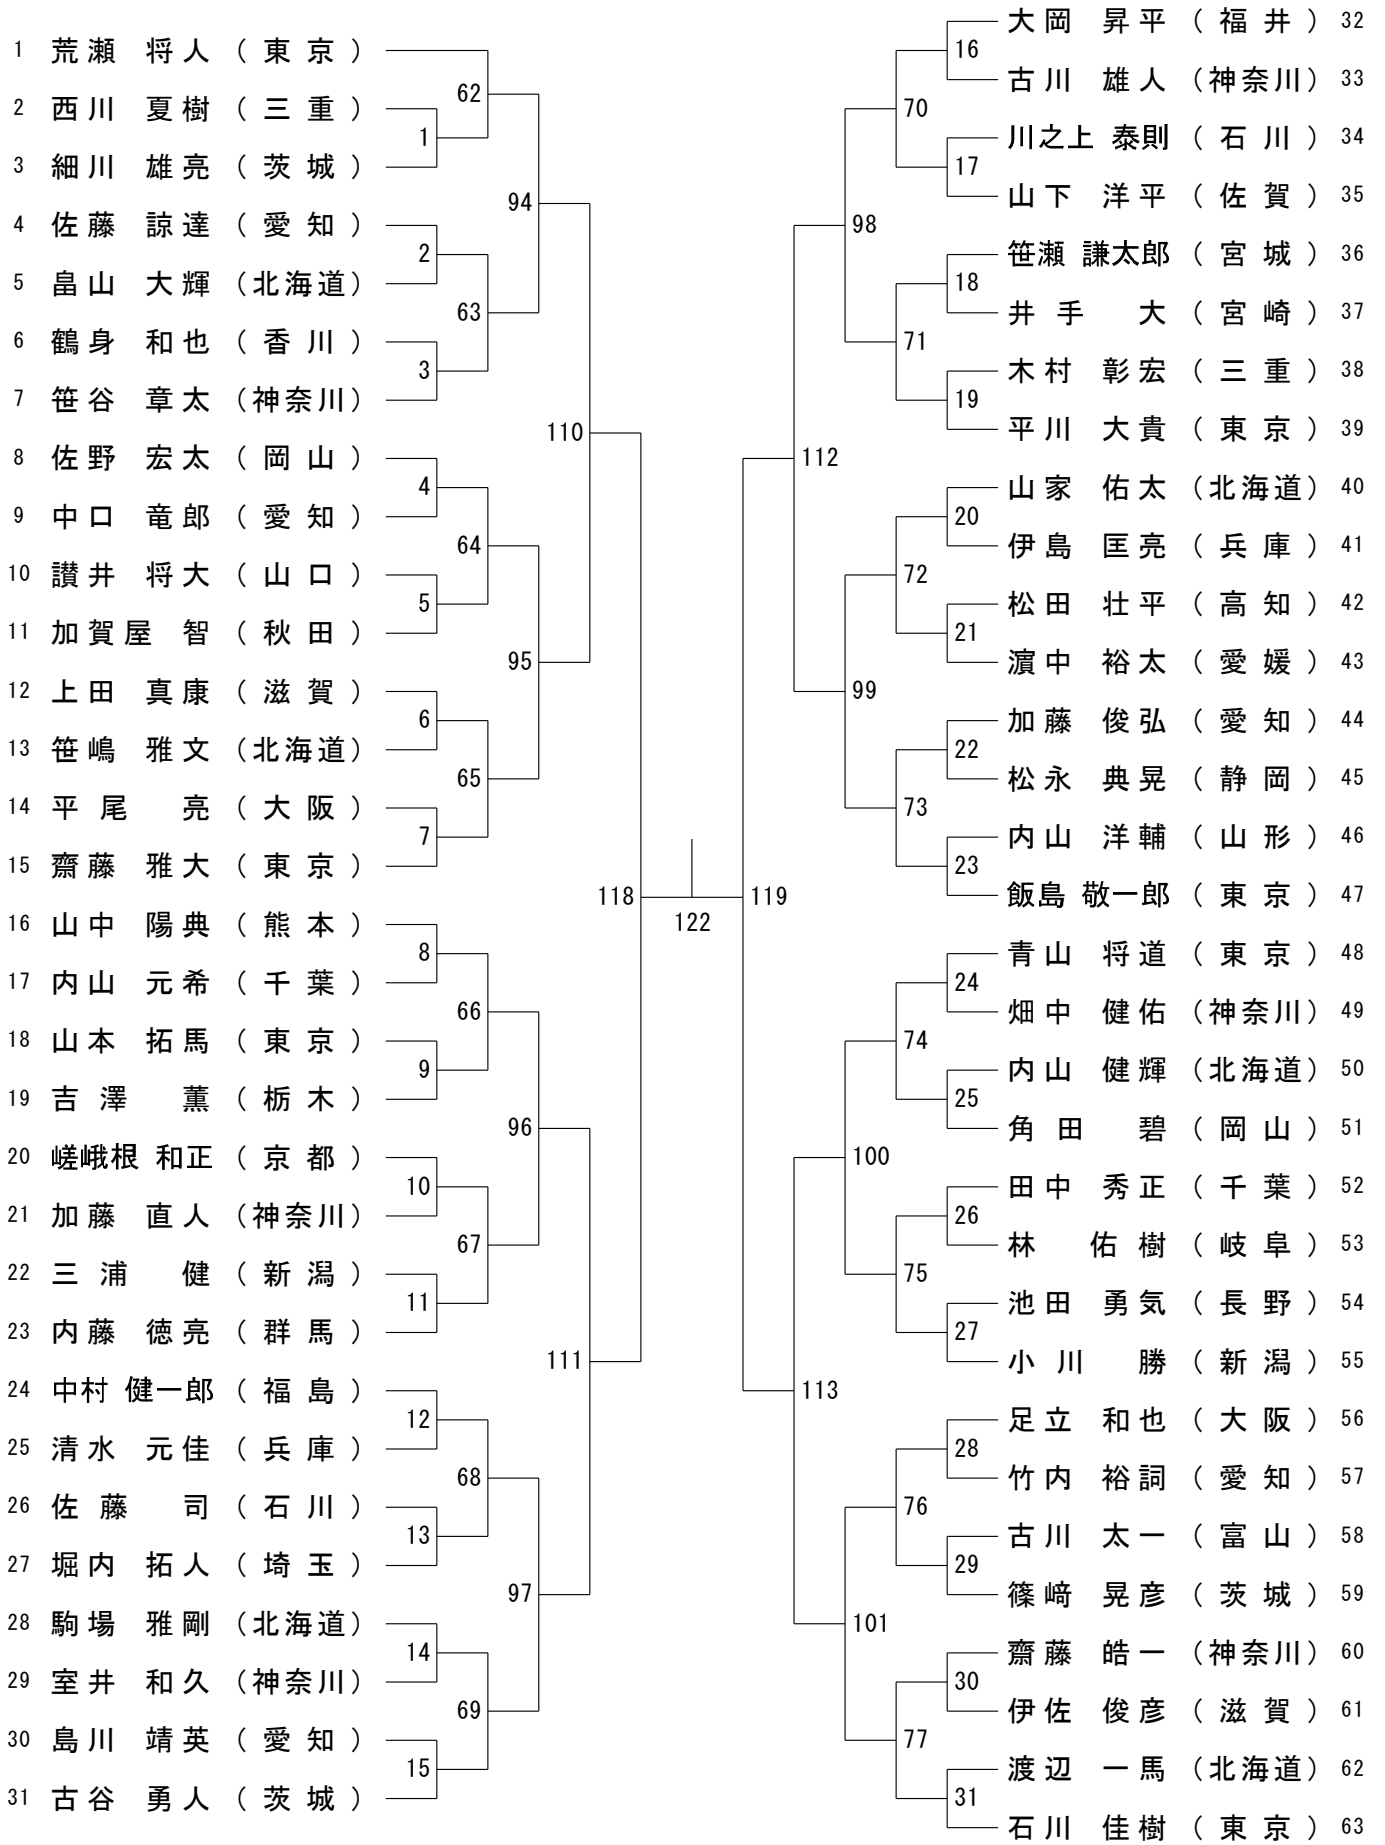 1 荒瀬 将人 (東京)
2 西川 夏樹 (三重)
3 細川 雄亮 (茨城)
4 佐藤 諒達 (愛知)
5 畠山 大輝 (北海道)
6 鶴身 和也 (香川)
7 笹谷 章太 (神奈川)
8 佐野 宏太 (岡山)
9 中口 竜郎 (愛知)
10 讃井 将大 (山口)
11 加賀屋 智 (秋田)
12 上田 真康 (滋賀)
13 笹嶋 雅文 (北海道)
14 平尾 亮 (大阪)
15 齋藤 雅大 (東京)
16 山中 陽典 (熊本)
17 内山 元希 (千葉)
18 山本 拓馬 (東京)
19 吉澤 薫 (栃木)
20 嵯峨根 和正 (京都)
21 加藤 直人 (神奈川)
22 三浦 健 (新潟)
23 内藤 徳亮 (群馬)
24 中村 健一郎 (福島)
25 清水 元佳 (兵庫)
26 佐藤 司 (石川)
27 堀内 拓人 (埼玉)
28 駒場 雅剛 (北海道)
29 室井 和久 (神奈川)
30 島川 靖英 (愛知)
31 古谷 勇人 (茨城)
1
2
3
4
5
6
7
8
9
10
11
12
13
14
15
62
63
64
65
66
67
68
69
94
95
96
97
110
111
118
122
119
112
113
98
99
100
101
70
71
72
73
74
75
76
77
16
17
18
19
20
21
22
23
24
25
26
27
28
29
30
31
大岡 昇平 (福井) 32
古川 雄人 (神奈川) 33
川之上 泰則 (石川) 34
山下 洋平 (佐賀) 35
笹瀬 謙太郎 (宮城) 36
井手 大 (宮崎) 37
木村 彰宏 (三重) 38
平川 大貴 (東京) 39
山家 佑太 (北海道) 40
伊島 匡亮 (兵庫) 41
松田 壮平 (高知) 42
濵中 裕太 (愛媛) 43
加藤 俊弘 (愛知) 44
松永 典晃 (静岡) 45
内山 洋輔 (山形) 46
飯島 敬一郎 (東京) 47
青山 将道 (東京) 48
畑中 健佑 (神奈川) 49
内山 健輝 (北海道) 50
角田 碧 (岡山) 51
田中 秀正 (千葉) 52
林 佑樹 (岐阜) 53
池田 勇気 (長野) 54
小川 勝 (新潟) 55
足立 和也 (大阪) 56
竹内 裕詞 (愛知) 57
古川 太一 (富山) 58
篠﨑 晃彦 (茨城) 59
齋藤 皓一 (神奈川) 60
伊佐 俊彦 (滋賀) 61
渡辺 一馬 (北海道) 62
石川 佳樹 (東京) 63